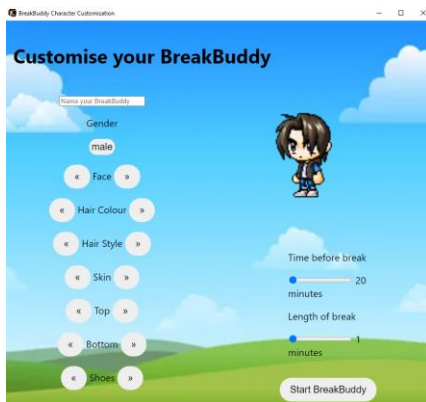 BreakBuddy Character Customisation
Customise your BreakBuddy
Name your BreakBuddy
Gender
male
« Face »
« Hair Colour »
« Hair Style »
« Skin »
« Top »
« Bottom »
« Shoes »
Time before break
20
minutes
Length of break
1
minutes
Start BreakBuddy